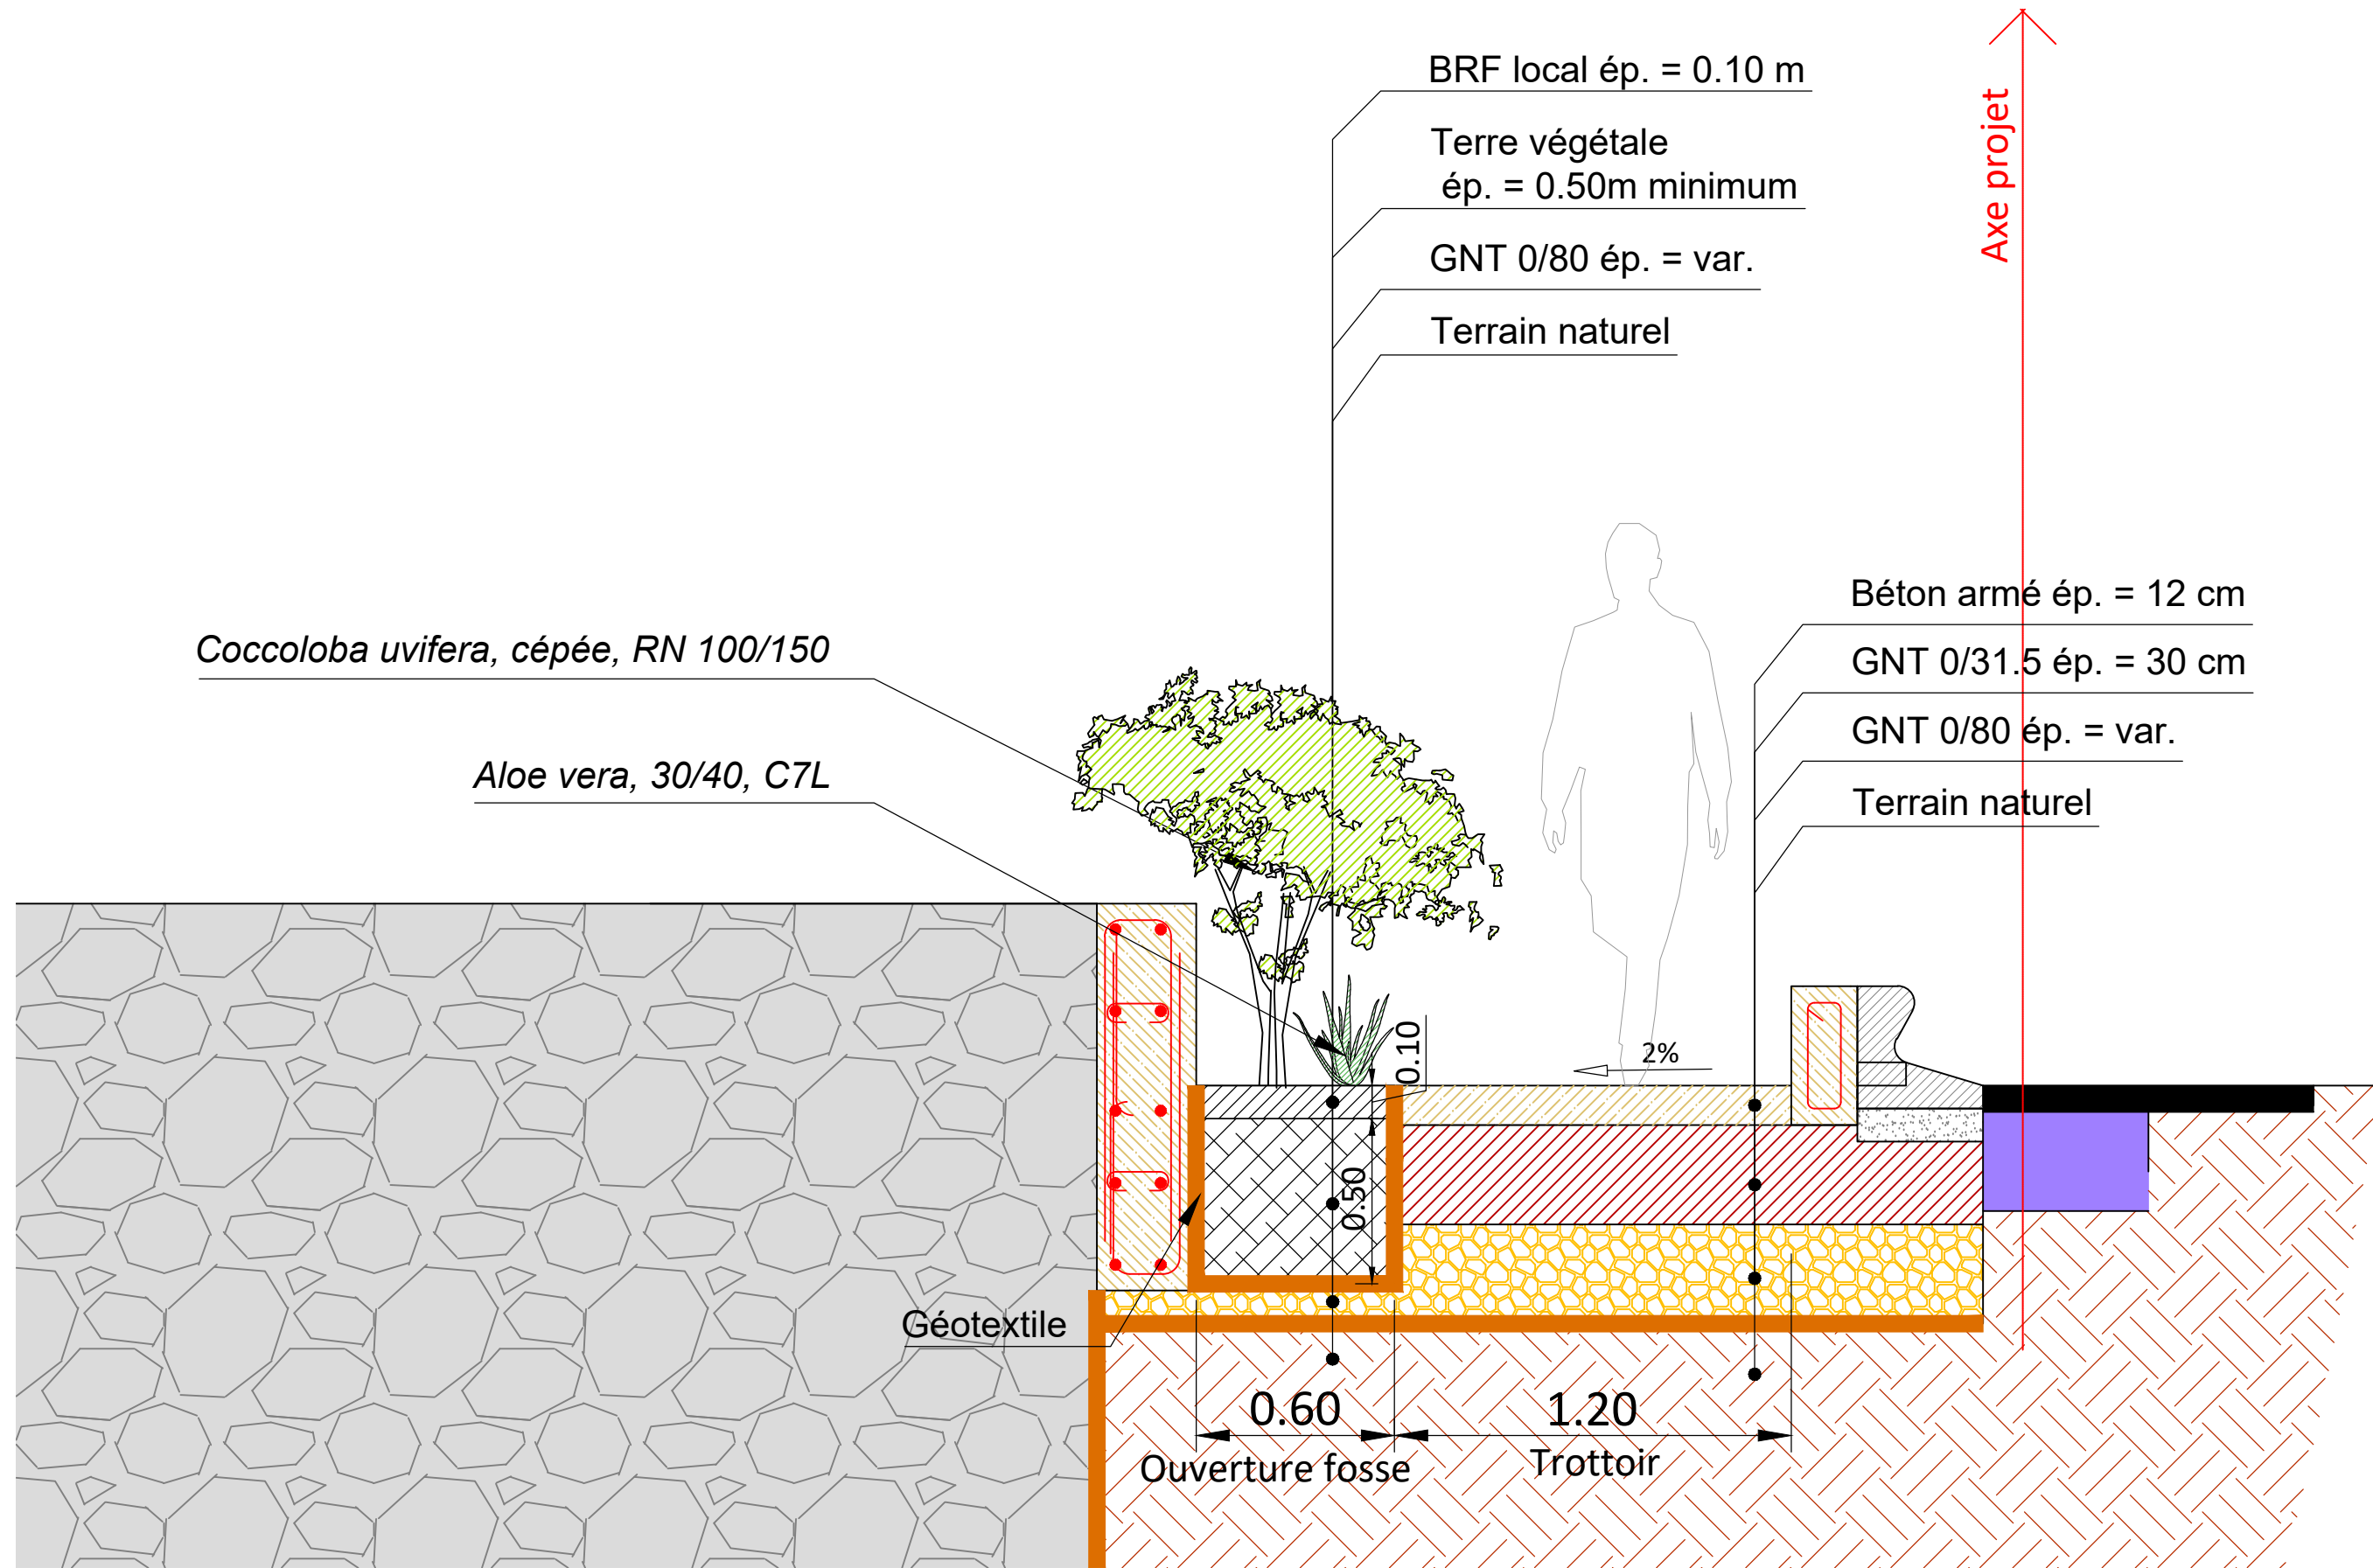 BRF local ép. = 0.10 m
Terre végétale
ép. = 0.50m minimum
GNT 0/80 ép. = var.
Terrain naturel
Axe projet
Béton armé ép. = 12 cm
GNT 0/31.5 ép. = 30 cm
GNT 0/80 ép. = var.
Terrain naturel
Coccoloba uvifera, cépée, RN 100/150
Aloe vera, 30/40, C7L
0.10
2%
0.50
Géotextile
0.60
Ouverture fosse
1.20
Trottoir